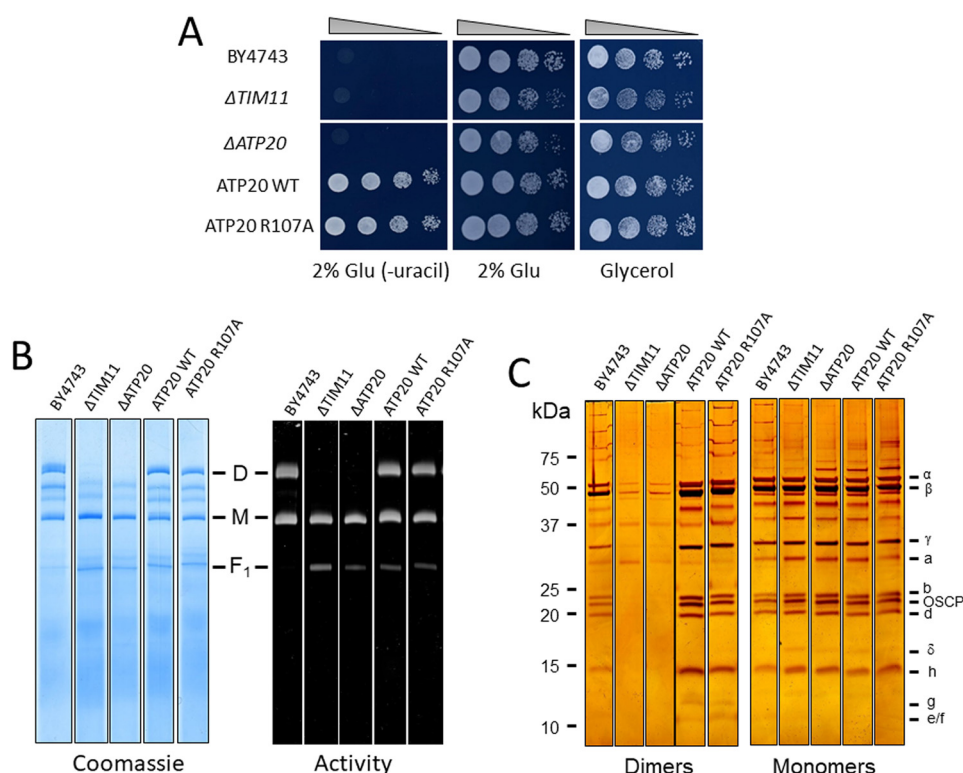 A
BY4743
ΔTIM11
ΔATP20
ATP20 WT
ATP20 R107A
2% Glu (-uracil) 2% Glu Glycerol
B
BY4743 ΔTIM11 ΔATP20 ATP20 WT ATP20 R107A
BY4743 ΔTIM11 ΔATP20 ATP20 WT ATP20 R107A
D
M
F₁
Coomassie Activity
C
BY4743 ΔTIM11 ΔATP20 ATP20 WT ATP20 R107A
BY4743 ΔTIM11 ΔATP20 ATP20 WT ATP20 R107A
kDa
75
50
37
25
20
15
10
α
β
γ
a
b
OSCP
d
δ
h
g
e/f
Dimers Monomers